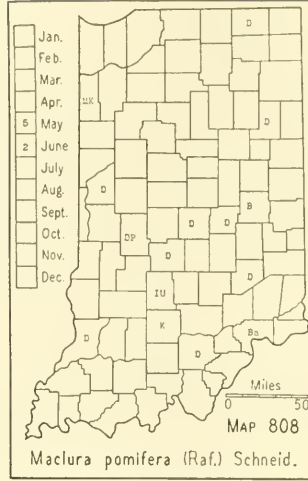 Jan.
Feb.
Mar.
Apr.
5 May
2 June
July
Aug.
Sept.
Oct.
Nov.
Dec.
D
D
D
B
D D
DP
D
D
IU
K
Ba
D
D
Miles
0 50
MAP 808
Maclura pomifera (Raf.) Schneid.